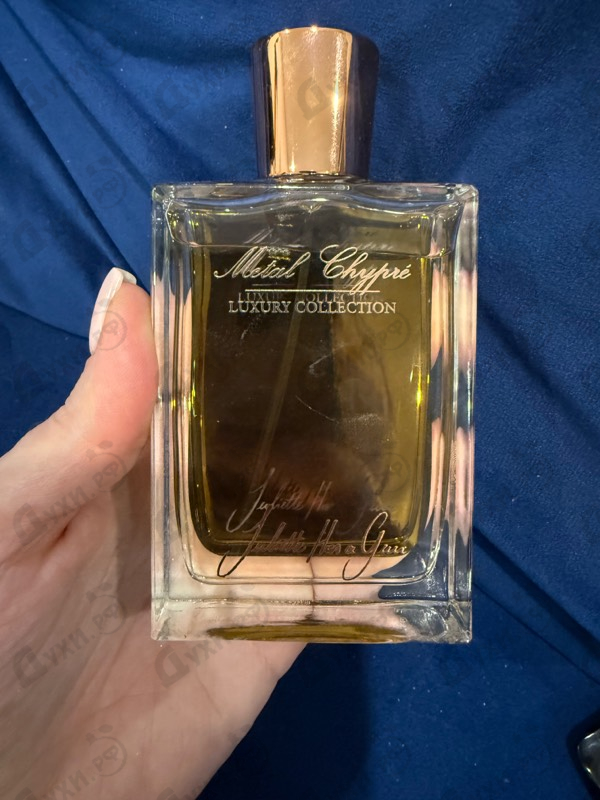 Metal Chypré
LUXURY COLLECTION
Juliette Has a Gun